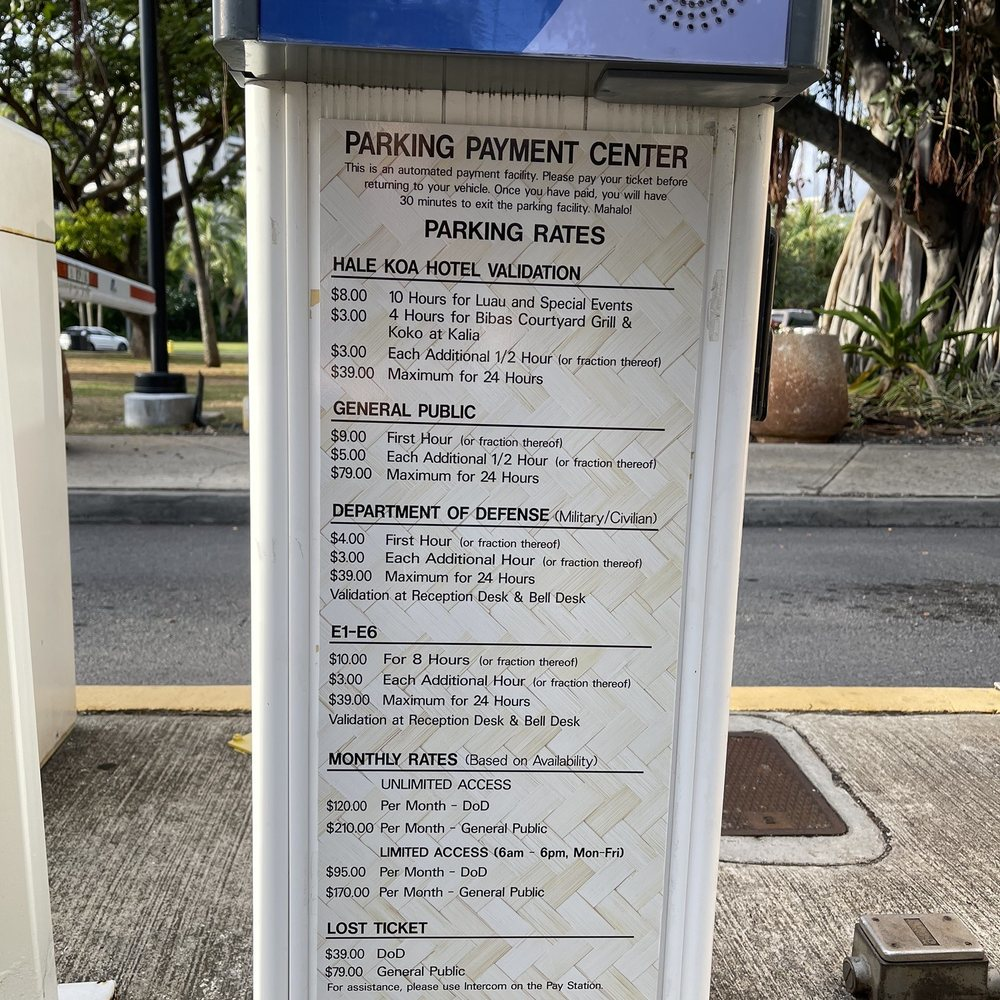 PARKING PAYMENT CENTER
This is an automated payment facility. Please pay your ticket before
returning to your vehicle. Once you have paid, you will have
30 minutes to exit the parking facility. Mahalo!
PARKING RATES
HALE KOA HOTEL VALIDATION
$8.00 10 Hours for Luau and Special Events
$3.00 4 Hours for Bibas Courtyard Grill &
Koko at Kalia
$3.00 Each Additional 1/2 Hour (or fraction thereof)
$39.00 Maximum for 24 Hours
GENERAL PUBLIC
$9.00 First Hour (or fraction thereof)
$5.00 Each Additional 1/2 Hour (or fraction thereof)
$79.00 Maximum for 24 Hours
DEPARTMENT OF DEFENSE (Military/Civilian)
$4.00 First Hour (or fraction thereof)
$3.00 Each Additional Hour (or fraction thereof)
$39.00 Maximum for 24 Hours
Validation at Reception Desk & Bell Desk
E1-E6
$10.00 For 8 Hours (or fraction thereof)
$3.00 Each Additional Hour (or fraction thereof)
$39.00 Maximum for 24 Hours
Validation at Reception Desk & Bell Desk
MONTHLY RATES (Based on Availability)
UNLIMITED ACCESS
$120.00 Per Month - DoD
$210.00 Per Month - General Public
LIMITED ACCESS (6am - 6pm, Mon-Fri)
$95.00 Per Month - DoD
$170.00 Per Month - General Public
LOST TICKET
$39.00 DoD
$79.00 General Public
For assistance, please use Intercom on the Pay Station.